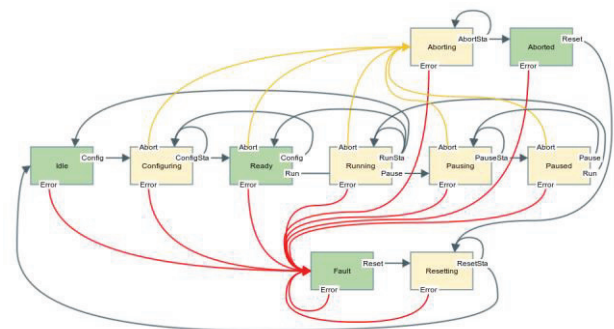 Aborting
AbortSta
Aborted
Reset
Error
Error
Abort
Abort
Abort
Abort
Abort
Idle
Config
Configuring
ConfigSta
Ready
Config
Run
Running
RunSta
Pause
Pausing
PauseSta
Paused
Pause
Run
Error
Error
Error
Error
Error
Error
Fault
Reset
Resetting
ResetSta
Error
Error